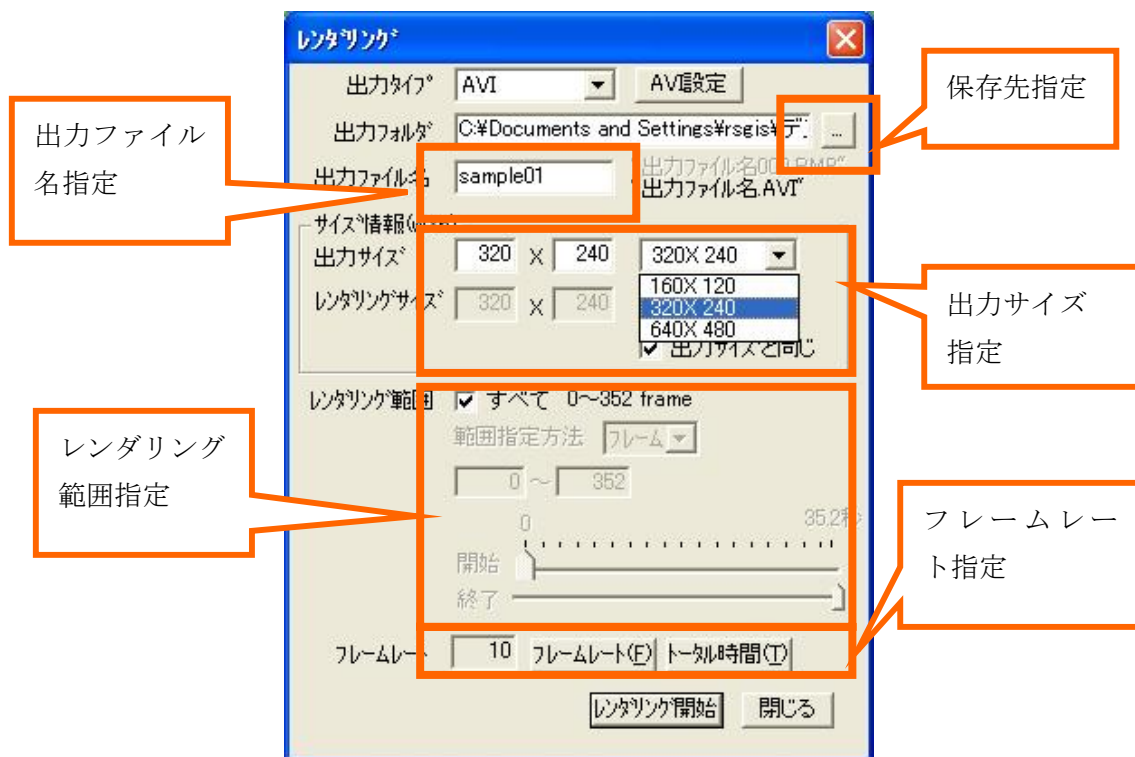 レンダリング
出力タイプ AVI AVI設定
保存先指定
出力フォルダ C:¥Documents and Settings¥rsgis¥デ ...
出力ファイル
名指定
出力ファイル名 sample01
出力ファイル名.AVI"
サイズ情報
出力サイズ 320 X 240 320X 240
160X 120
320X 240
640X 480
レンダリングサイズ 320 X 240
出力サイズと同じ
出力サイズ
指定
レンダリング範囲 すべて 0～352 frame
範囲指定方法 フレーム
0 ～ 352
レンダリング
範囲指定
0 35.2秒
開始
終了
フレームレー
ト指定
フレームレート 10 フレームレート(F) トータル時間(T)
レンダリング開始 閉じる